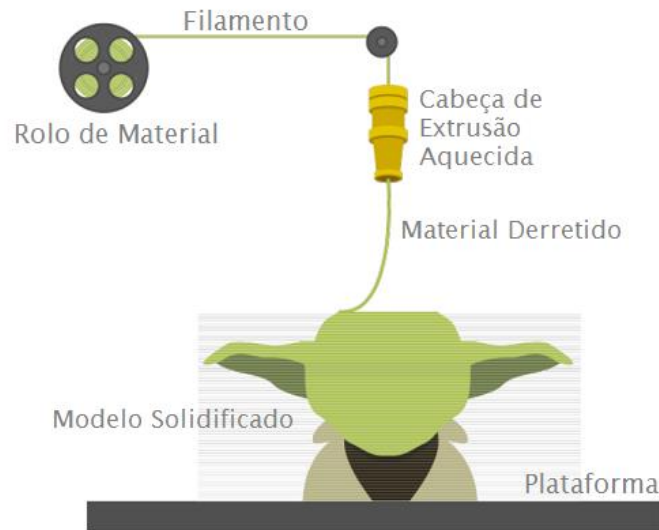 Filamento
Rolo de Material
Cabeça de
Extrusão
Aquecida
Material Derretido
Modelo Solidificado
Plataforma